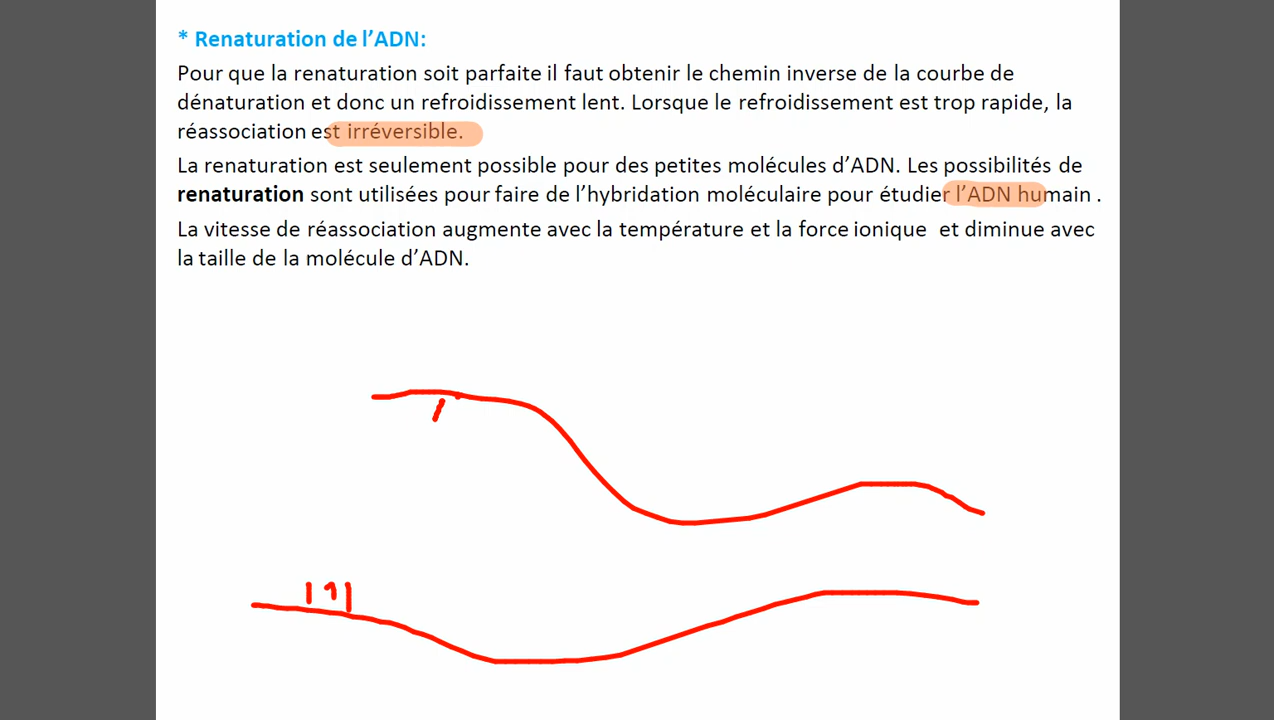 * Renaturation de l’ADN:
Pour que la renaturation soit parfaite il faut obtenir le chemin inverse de la courbe de
dénaturation et donc un refroidissement lent. Lorsque le refroidissement est trop rapide, la
réassociation est irréversible.
La renaturation est seulement possible pour des petites molécules d’ADN. Les possibilités de
renaturation sont utilisées pour faire de l’hybridation moléculaire pour étudier l’ADN humain .
La vitesse de réassociation augmente avec la température et la force ionique et diminue avec
la taille de la molécule d’ADN.